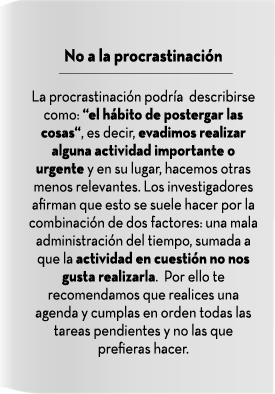 No a la procrastinación
La procrastinación podría describirse
como: “el hábito de postergar las
cosas“, es decir, evadimos realizar
alguna actividad importante o
urgente y en su lugar, hacemos otras
menos relevantes. Los investigadores
afirman que esto se suele hacer por la
combinación de dos factores: una mala
administración del tiempo, sumada a
que la actividad en cuestión no nos
gusta realizarla. Por ello te
recomendamos que realices una
agenda y cumplas en orden todas las
tareas pendientes y no las que
prefieras hacer.